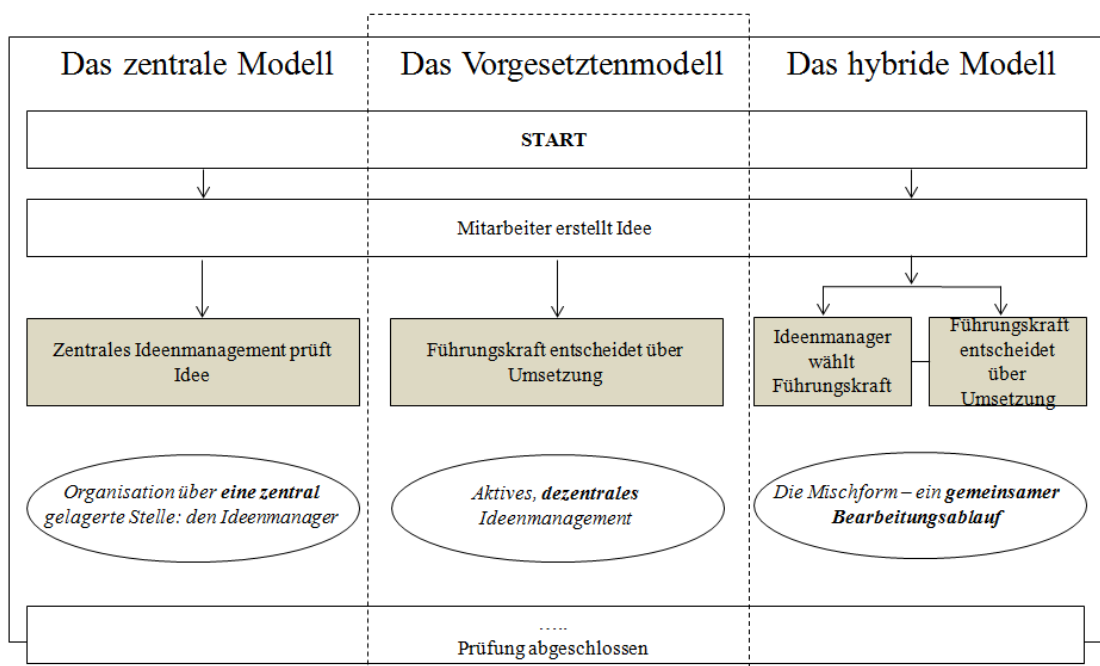 Das zentrale Modell
Das Vorgesetztenmodell
Das hybride Modell
START
Mitarbeiter erstellt Idee
Zentrales Ideenmanagement prüft
Idee
Führungskraft entscheidet über
Umsetzung
Ideenmanager
wählt
Führungskraft
Führungskraft
entscheidet
über
Umsetzung
Organisation über eine zentral
gelagerte Stelle: den Ideenmanager
Aktives, dezentrales
Ideenmanagement
Die Mischform – ein gemeinsamer
Bearbeitungsablauf
.....
Prüfung abgeschlossen